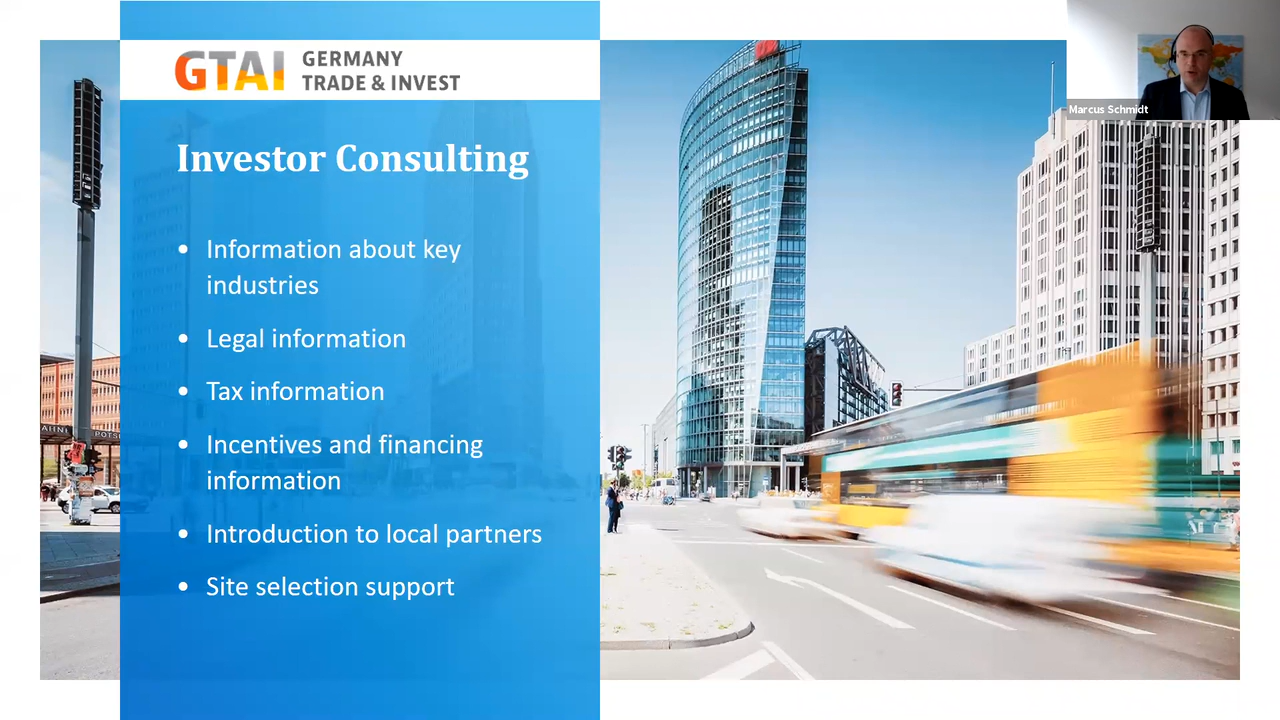 GTAI GERMANY
TRADE & INVEST
Marcus Schmidt
Investor Consulting
• Information about key
industries
• Legal information
• Tax information
• Incentives and financing
information
• Introduction to local partners
• Site selection support